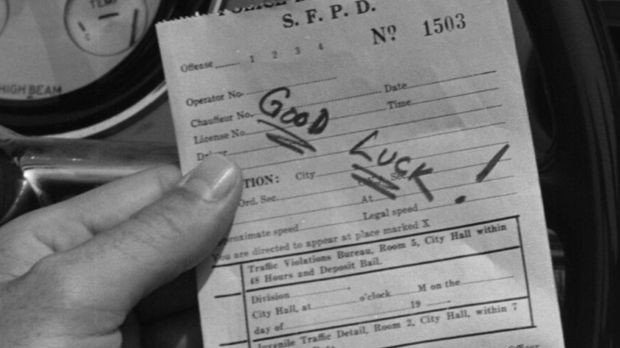 TEMP
C
HIGH BEAM
POLICE
S. F. P. D.
Nº 1503
Offense 1 2 3 4
Operator No.
Chauffeur No. Date
License No. Time
GOOD
LUCK!
City
Ord. Sec. At
speed Legal speed
You are directed to appear at place marked X
Traffic Violations Bureau, Room 5, City Hall within
48 Hours and Deposit Bail.
Division
City Hall, at o'clock M on the
day of 19
Juvenile Traffic Detail, Room 2, City Hall, within 7